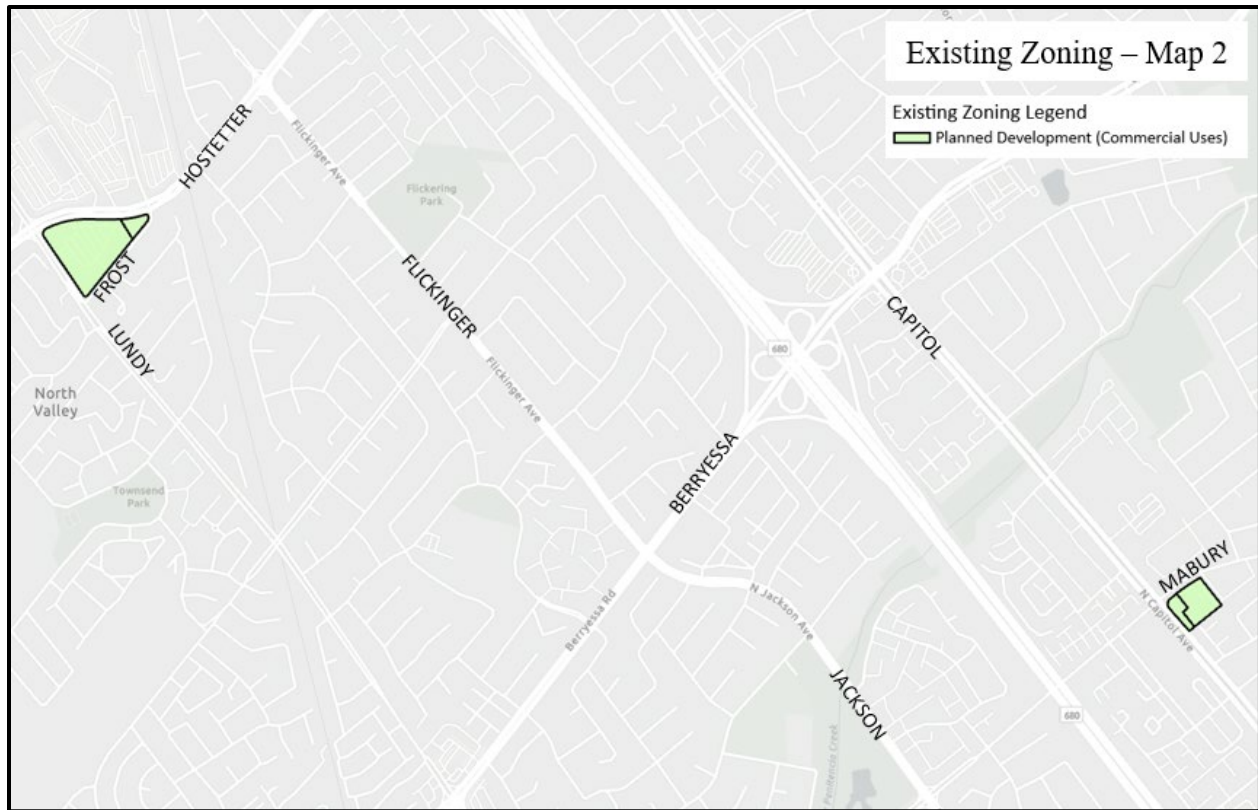 Existing Zoning – Map 2
Existing Zoning Legend
Planned Development (Commercial Uses)
HOSTETTER
Flickinger Ave
Flickering
Park
FROST
FLICKINGER
LUNDY
CAPITOL
680
Flickinger Ave
North
Valley
BERRYESSA
Townsend
Park
MABURY
N Capitol Ave
Berryessa Rd
N Jackson Ave
JACKSON
680
Penitencia Creek